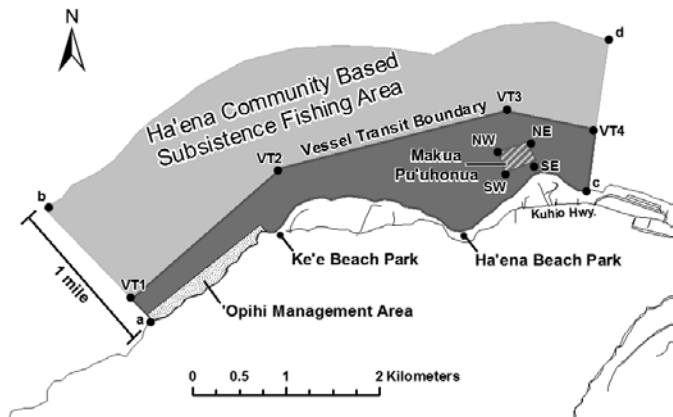 N
d
Ha'ena Community Based
Subsistence Fishing Area
VT3
Vessel Transit Boundary
VT4
NW
NE
VT2
Makua
Pu'uhonua
SE
SW
c
b
Kuhio Hwy.
Ke'e Beach Park
Ha'ena Beach Park
1 mile
VT1
a
'Opihi Management Area
0 0.5 1 2 Kilometers